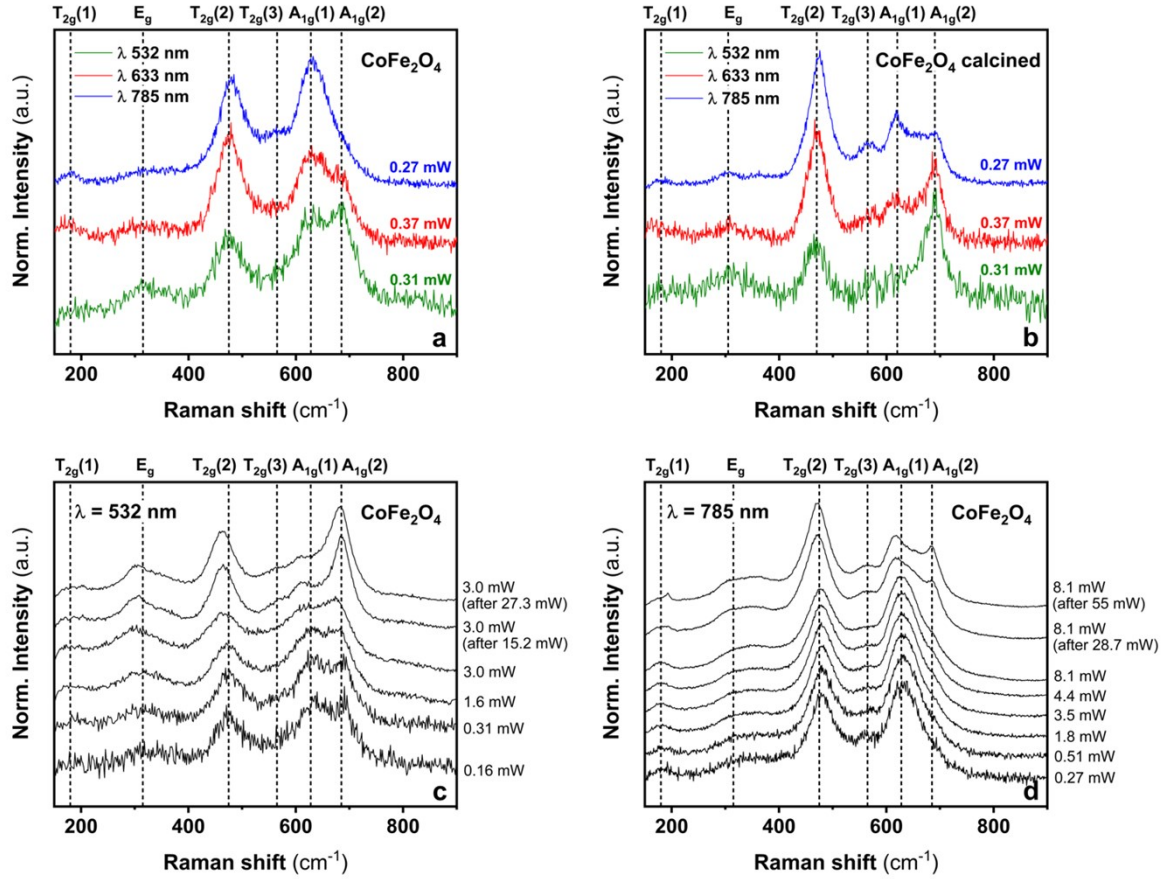 T2g(1) Eg T2g(2) T2g(3) A1g(1) A1g(2)
λ 532 nm
λ 633 nm
λ 785 nm
CoFe2O4
0.27 mW
0.37 mW
0.31 mW
a
Norm. Intensity (a.u.)
200 400 600 800
Raman shift (cm-1)
T2g(1) Eg T2g(2) T2g(3) A1g(1) A1g(2)
λ 532 nm
λ 633 nm
λ 785 nm
CoFe2O4 calcined
0.27 mW
0.37 mW
0.31 mW
b
Norm. Intensity (a.u.)
200 400 600 800
Raman shift (cm-1)
T2g(1) Eg T2g(2) T2g(3) A1g(1) A1g(2)
λ = 532 nm
CoFe2O4
3.0 mW
(after 27.3 mW)
3.0 mW
(after 15.2 mW)
3.0 mW
1.6 mW
0.31 mW
0.16 mW
c
Norm. Intensity (a.u.)
200 400 600 800
Raman shift (cm-1)
T2g(1) Eg T2g(2) T2g(3) A1g(1) A1g(2)
λ = 785 nm
CoFe2O4
8.1 mW
(after 55 mW)
8.1 mW
(after 28.7 mW)
8.1 mW
4.4 mW
3.5 mW
1.8 mW
0.51 mW
0.27 mW
d
Norm. Intensity (a.u.)
200 400 600 800
Raman shift (cm-1)